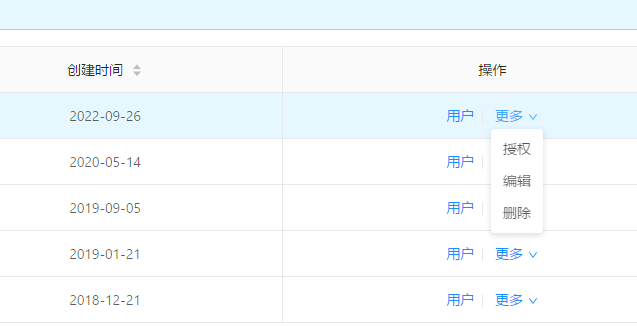 创建时间 操作
2022-09-26 用户 更多
授权
2020-05-14 用户
编辑
2019-09-05 用户
删除
2019-01-21 用户 更多
2018-12-21 用户 更多